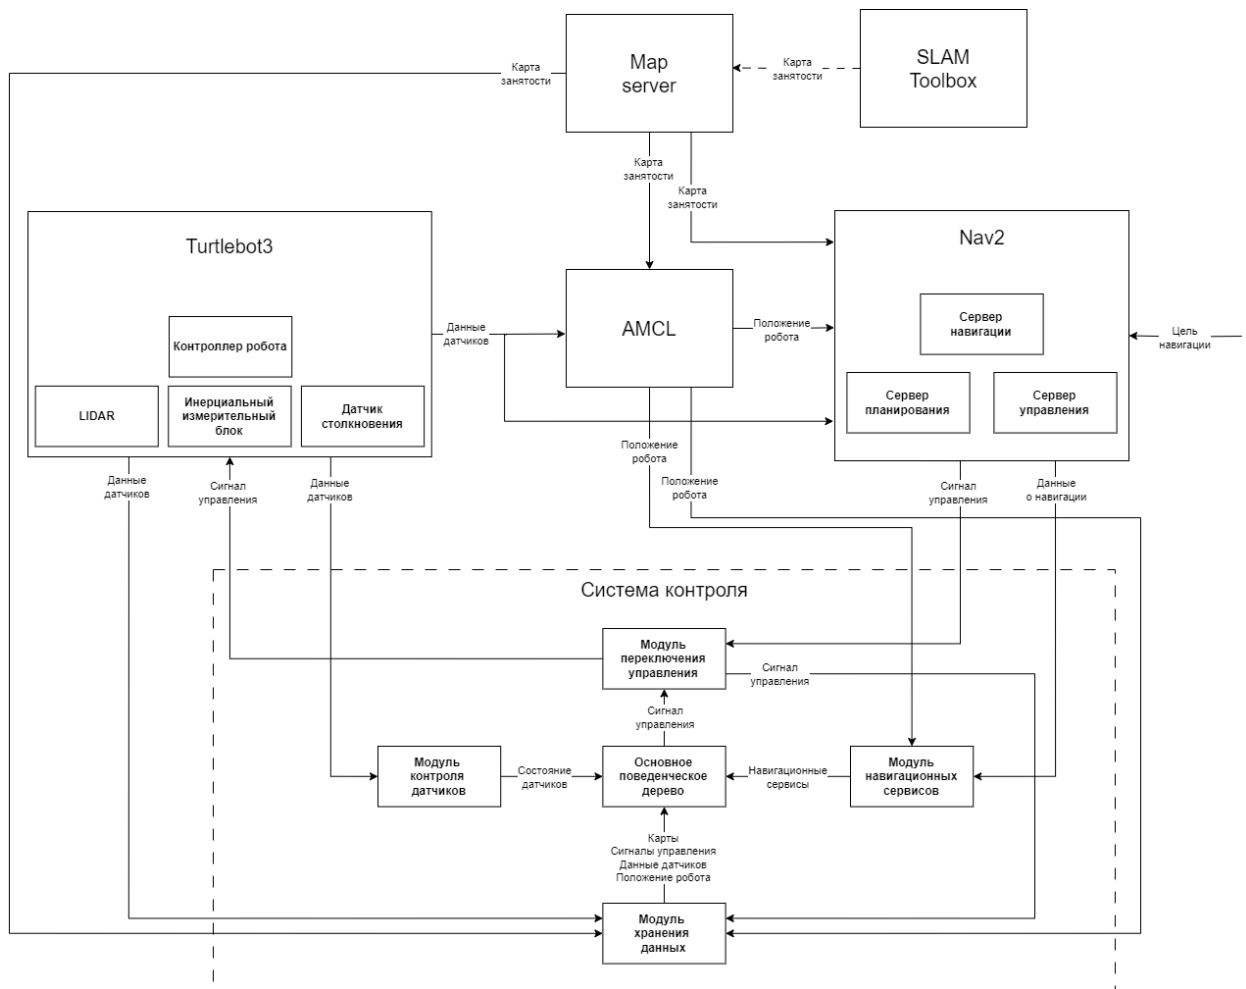 Map
server
SLAM
Toolbox
Карта
занятости
Карта
занятости
Карта
занятости
Карта
занятости
Turtlebot3
Контроллер робота
LIDAR
Инерциальный
измерительный
блок
Датчик
столкновения
Данные
датчиков
AMCL
Положение
робота
Nav2
Сервер
навигации
Сервер
планирования
Сервер
управления
Цель
навигации
Данные
датчиков
Сигнал
управления
Данные
датчиков
Положение
робота
Положение
робота
Сигнал
управления
Данные
о навигации
Система контроля
Модуль
переключения
управления
Сигнал
управления
Сигнал
управления
Модуль
контроля
датчиков
Состояние
датчиков
Основное
поведенческое
дерево
Навигационные
сервисы
Модуль
навигационных
сервисов
Карты
Сигналы управления
Данные датчиков
Положение робота
Модуль
хранения
данных